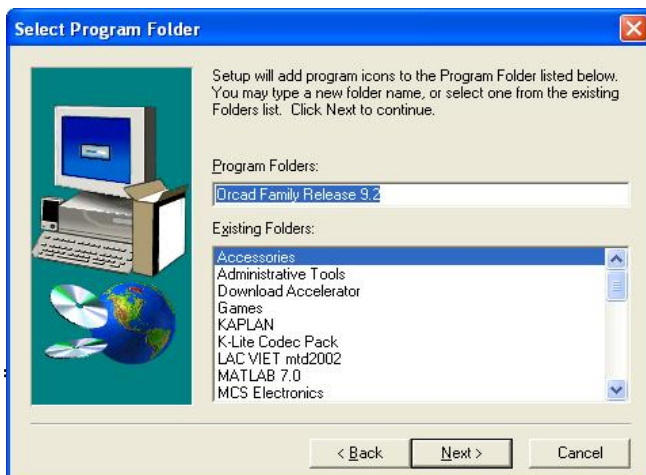 Select Program Folder
Setup will add program icons to the Program Folder listed below.
You may type a new folder name, or select one from the existing
Folders list. Click Next to continue.
Program Folders:
Orcad Family Release 9.2
Existing Folders:
Accessories
Administrative Tools
Download Accelerator
Games
KAPLAN
K-Lite Codec Pack
LAC VIET mtd2002
MATLAB 7.0
MCS Electronics
< Back
Next >
Cancel